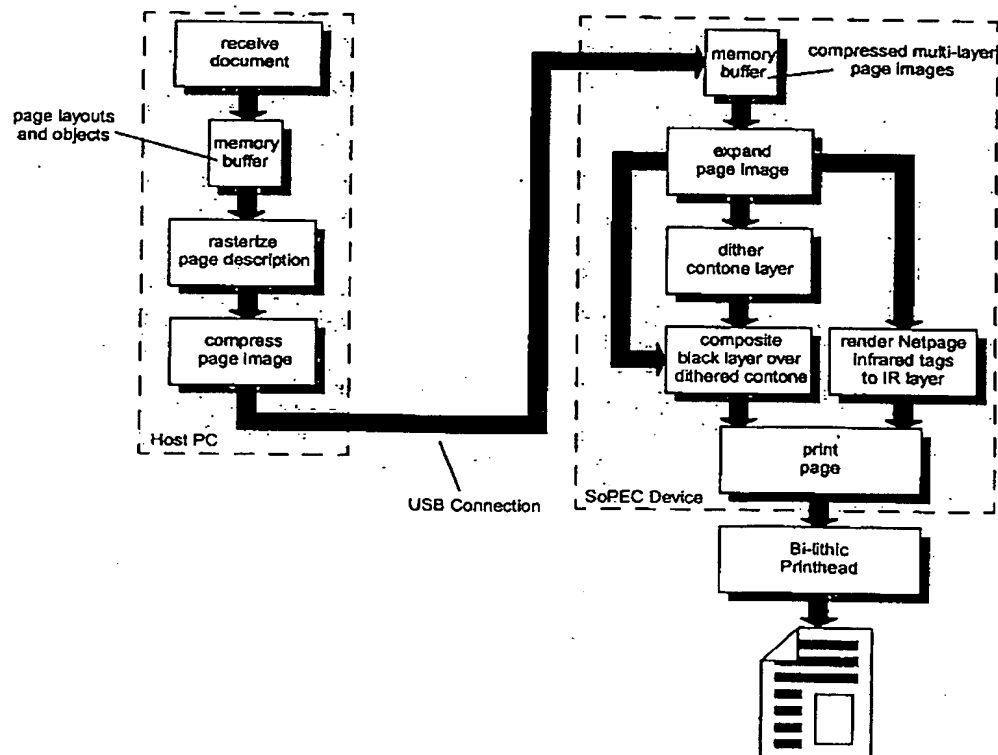 receive
document
page layouts
and objects
memory
buffer
rasterize
page description
compress
page image
Host PC
USB Connection
memory
buffer
compressed multi-layer
page images
expand
page image
dither
contone layer
composite
black layer over
dithered contone
render Netpage
Infrared tags
to IR layer
print
page
SoPEC Device
Bi-lithic
Printhead